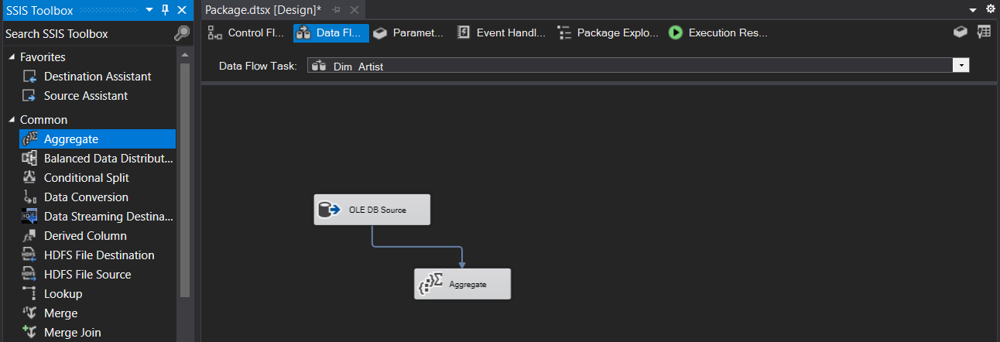 SSIS Toolbox
Package.dtsx [Design]*
Search SSIS Toolbox
Favorites
Destination Assistant
Source Assistant
Common
Aggregate
Balanced Data Distribut...
Conditional Split
Data Conversion
Data Streaming Destina...
Derived Column
HDFS File Destination
HDFS File Source
Lookup
Merge
Merge Join
Control Fl...
Data Fl...
Paramet...
Event Handl...
Package Explo...
Execution Res...
Data Flow Task:
Dim Artist
OLE DB Source
Aggregate